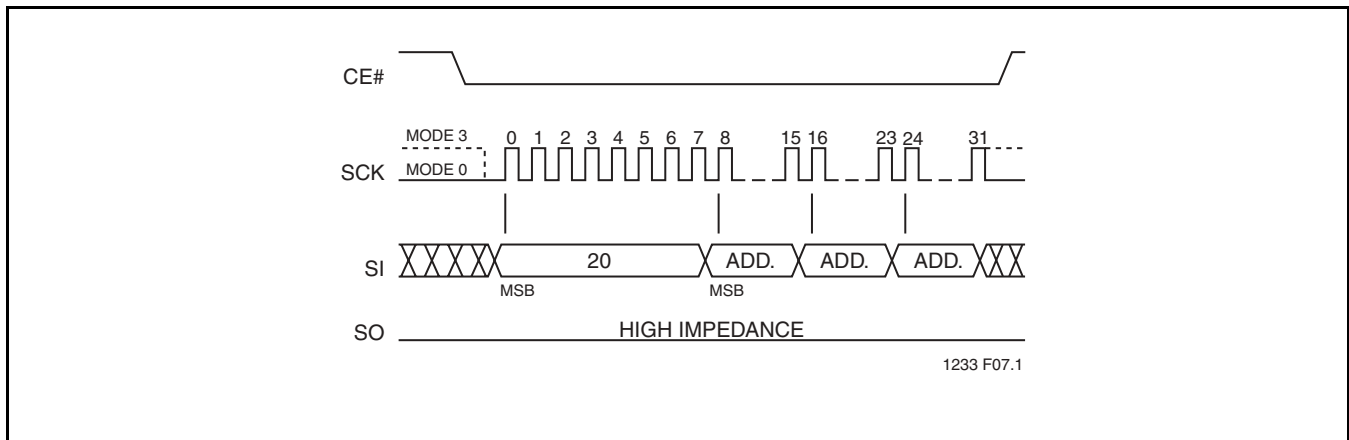 CE#
MODE 3
0 1 2 3 4 5 6 7 8 15 16 23 24 31
SCK MODE 0
SI 20 ADD. ADD. ADD.
MSB MSB
SO HIGH IMPEDANCE
1233 F07.1